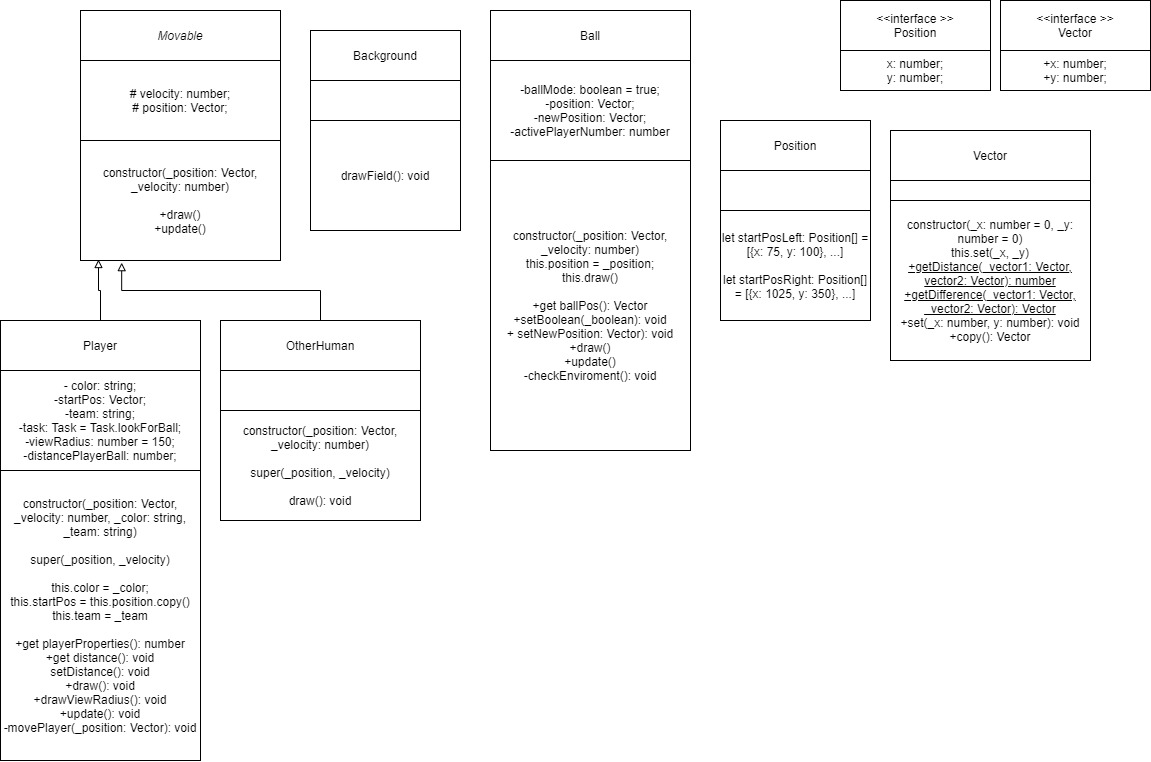 Movable
# velocity: number;
# position: Vector;
constructor(_position: Vector,
_velocity: number)
+draw()
+update()
Background
drawField(): void
Ball
-ballMode: boolean = true;
-position: Vector;
-newPosition: Vector;
-activePlayerNumber: number
constructor(_position: Vector,
_velocity: number)
this.position = _position;
this.draw()
+get ballPos(): Vector
+setBoolean(_boolean): void
+ setNewPosition: Vector): void
+draw()
+update()
-checkEnviroment(): void
<<interface >>
Position
x: number;
y: number;
<<interface >>
Vector
+x: number;
+y: number;
Position
let startPosLeft: Position[] =
[{x: 75, y: 100}, ...]
let startPosRight: Position[]
= [{x: 1025, y: 350}, ...]
Vector
constructor(_x: number = 0, _y:
number = 0)
this.set(_x, _y)
+getDistance(_vector1: Vector,
vector2: Vector): number
+getDifference(_vector1: Vector,
_vector2: Vector): Vector
+set(_x: number, y: number): void
+copy(): Vector
Player
- color: string;
-startPos: Vector;
-team: string;
-task: Task = Task.lookForBall;
-viewRadius: number = 150;
-distancePlayerBall: number;
constructor(_position: Vector,
_velocity: number, _color: string,
_team: string)
super(_position, _velocity)
this.color = _color;
this.startPos = this.position.copy()
this.team = _team
+get playerProperties(): number
+get distance(): void
setDistance(): void
+draw(): void
+drawViewRadius(): void
+update(): void
-movePlayer(_position: Vector): void
OtherHuman
constructor(_position: Vector,
_velocity: number)
super(_position, _velocity)
draw(): void